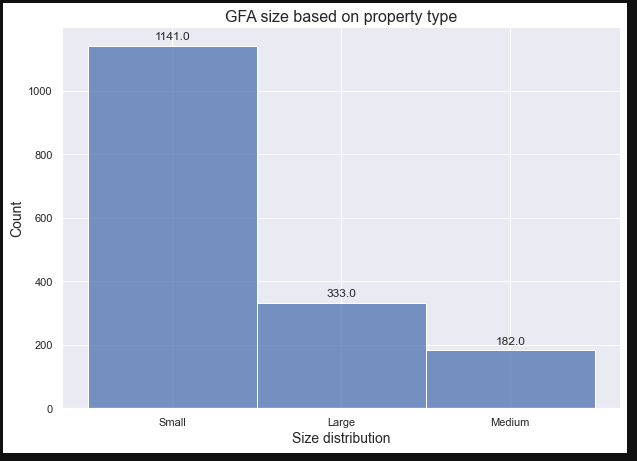 GFA size based on property type
1141.0
333.0
182.0
1000
800
600
400
200
0
Count
Small Large Medium
Size distribution